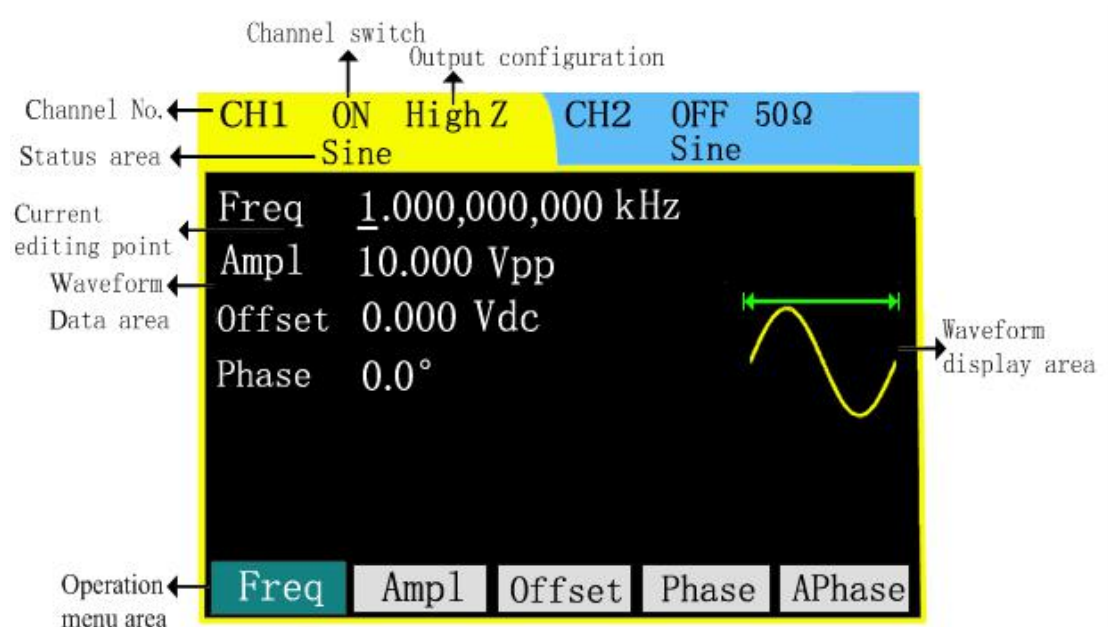 Channel switch
Output configuration
Channel No.
CH1 ON High Z
CH2 OFF 50Ω
Status area
Sine
Sine
Freq 1.000,000,000 kHz
Current
editing point
Ampl 10.000 Vpp
Waveform
Data area
Offset 0.000 Vdc
Waveform
display area
Phase 0.0°
Operation
menu area
Freq Ampl Offset Phase APhase